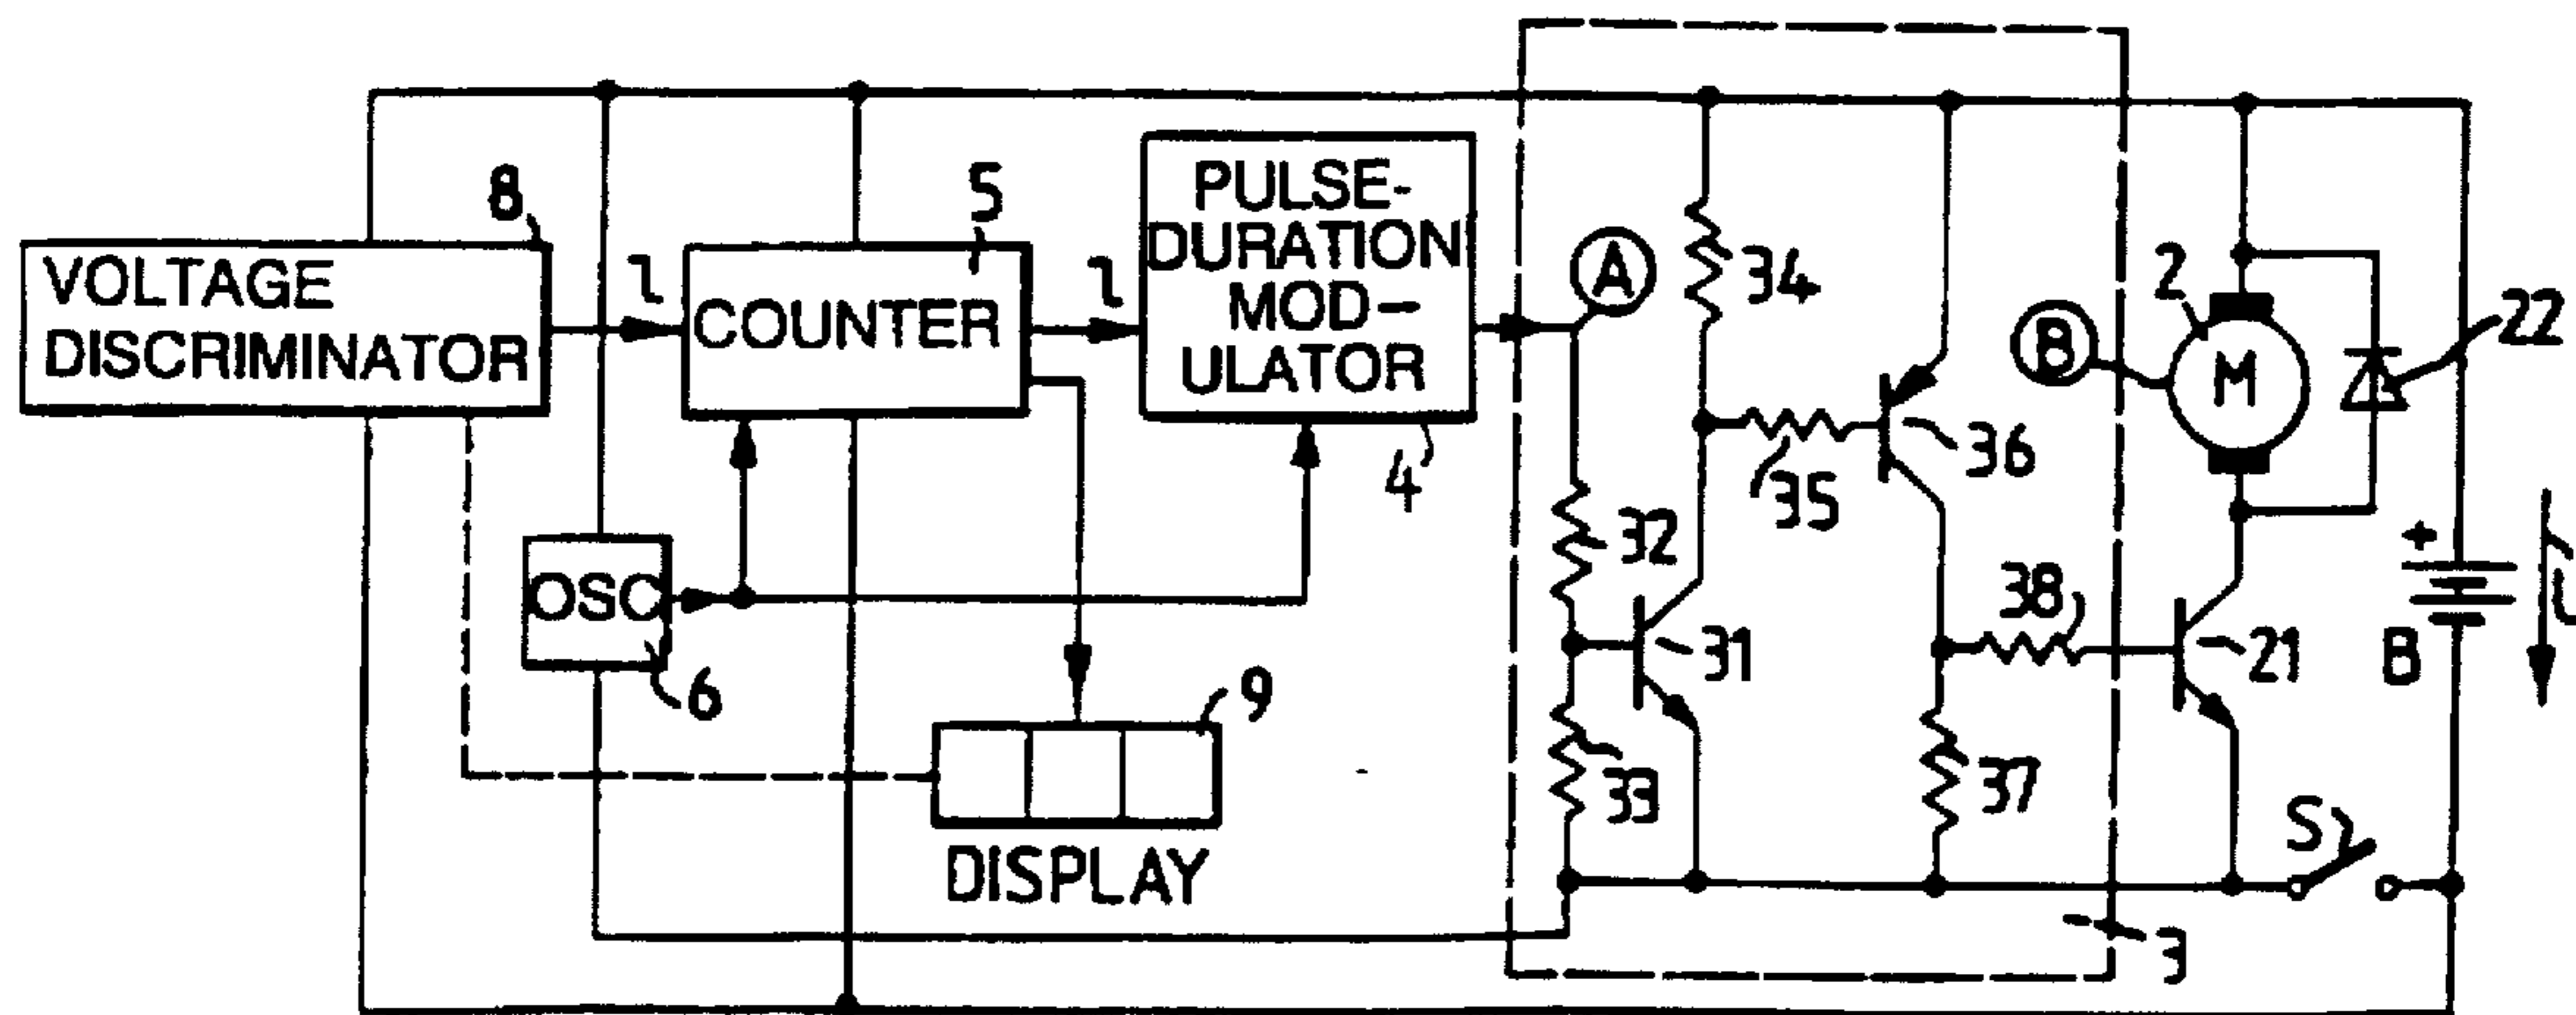 8
VOLTAGE
DISCRIMINATOR
l
5
COUNTER
l
PULSE-
DURATION
MOD-
ULATOR
4
OSC
6
9
DISPLAY
A
32
33
31
34
35
36
37
38
3
B
2
M
22
21
S
+
B